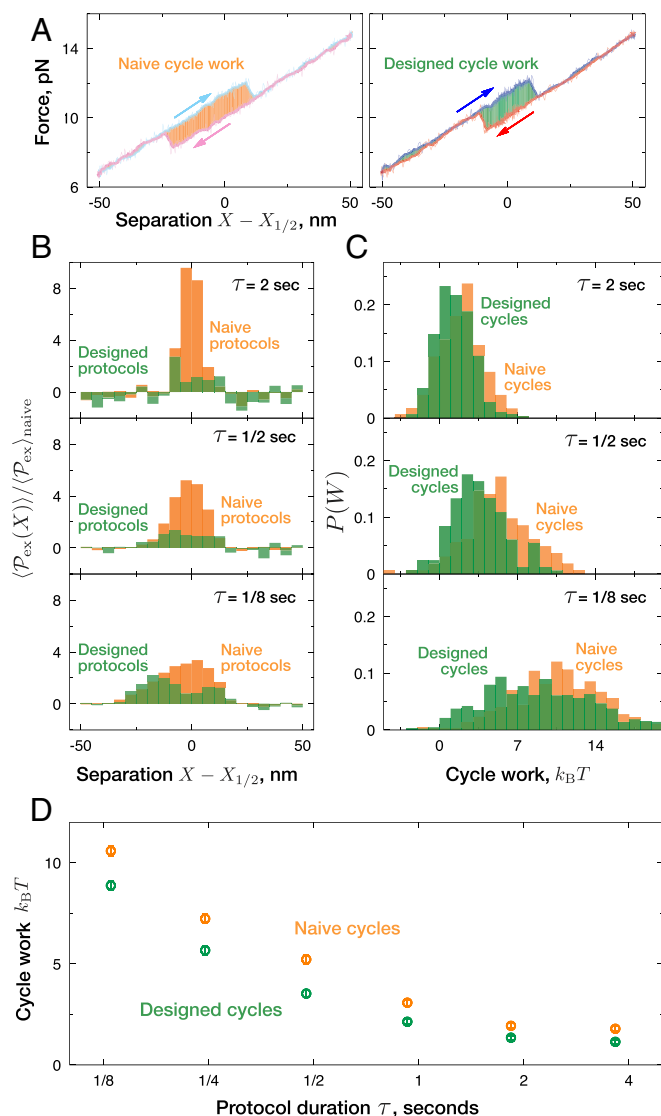 A
Force, pN
14
10
6
Naive cycle work
Designed cycle work
-50
0
50
-50
0
50
Separation X − X1/2, nm
B
C
⟨Pex(X)⟩/⟨Pex⟩naive
8
4
0
τ = 2 sec
Designed
protocols
Naive
protocols
8
4
0
τ = 1/2 sec
Designed
protocols
Naive
protocols
8
4
0
τ = 1/8 sec
Designed
protocols
Naive
protocols
-50
0
50
Separation X − X1/2, nm
P(W)
0.2
0.1
0
τ = 2 sec
Designed
cycles
Naive
cycles
0.2
0.1
0
τ = 1/2 sec
Designed
cycles
Naive
cycles
0.2
0.1
0
τ = 1/8 sec
Designed
cycles
Naive
cycles
0
7
14
Cycle work, kBT
D
Cycle work kBT
10
5
0
Naive cycles
Designed cycles
1/8
1/4
1/2
1
2
4
Protocol duration τ, seconds